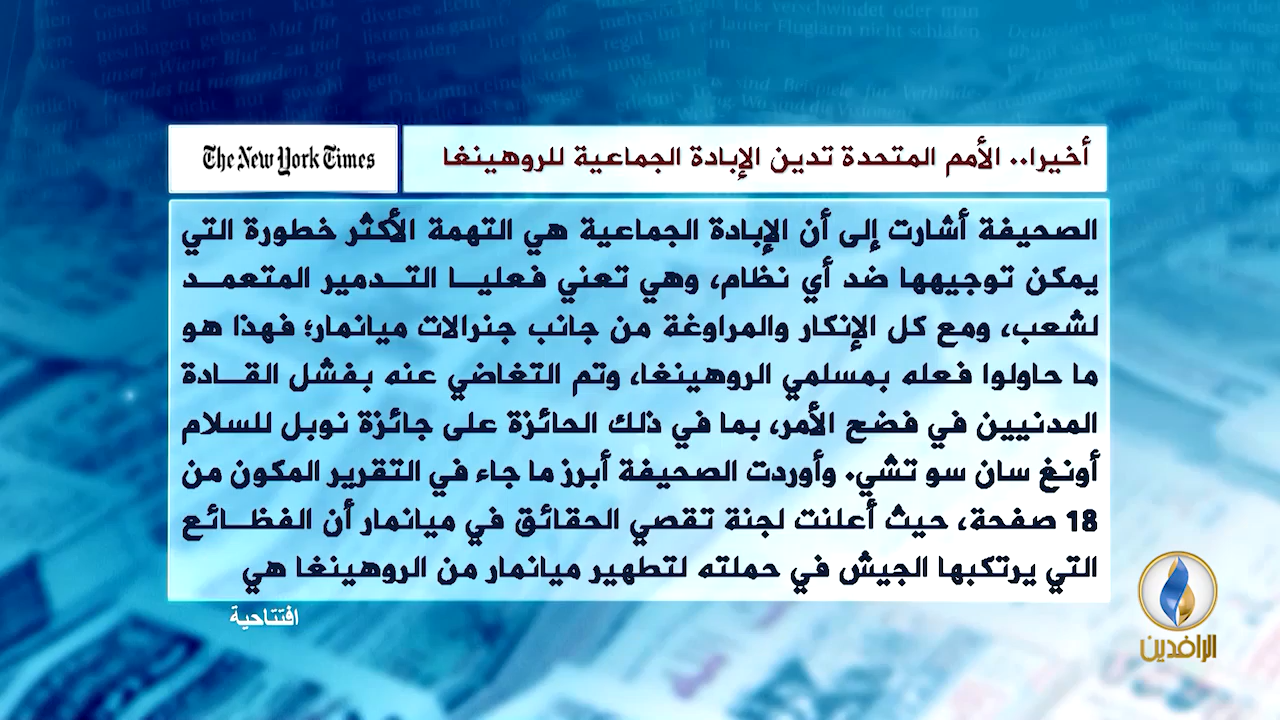 أخيرا.. الأمم المتحدة تدين الإبادة الجماعية للروهينغا
The New York Times
الصحيفة أشارت إلى أن الإبادة الجماعية هي التهمة الأكثر خطورة التي
يمكن توجيهها ضد أي نظام، وهي تعني فعليا التدمير المتعمد
لشعب، ومع كل الإنكار والمراوغة من جانب جنرالات ميانمار؛ فهذا هو
ما حاولوا فعله بمسلمي الروهينغا، وتم التغاضي عنه بفشل القادة
المدنيين في فضح الأمر، بما في ذلك الحائزة على جائزة نوبل للسلام
أونغ سان سو تشي. وأوردت الصحيفة أبرز ما جاء في التقرير المكون من
18 صفحة، حيث أعلنت لجنة تقصي الحقائق في ميانمار أن الفظائع
التي يرتكبها الجيش في حملته لتطهير ميانمار من الروهينغا هي
افتتاحية
الرافدين